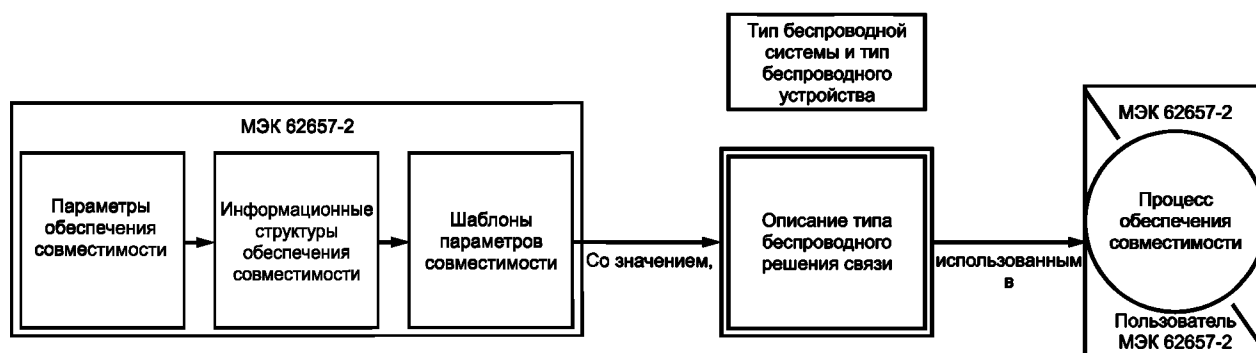 Тип беспроводной
системы и тип
беспроводного
устройства
МЭК 62657-2
Параметры
обеспечения
совместимости
Информационные
структуры
обеспечения
совместимости
Шаблоны
параметров
совместимости
Со значением,
Описание типа
беспроводного
решения связи
использованным
в
МЭК 62657-2
Процесс
обеспечения
совместимости
Пользователь
МЭК 62657-2